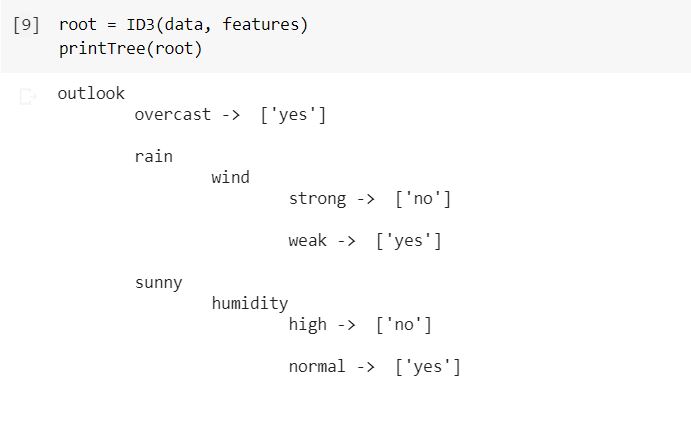 [9] root = ID3(data, features)
printTree(root)
outlook
overcast -> ['yes']
rain
wind
strong -> ['no']
weak -> ['yes']
sunny
humidity
high -> ['no']
normal -> ['yes']